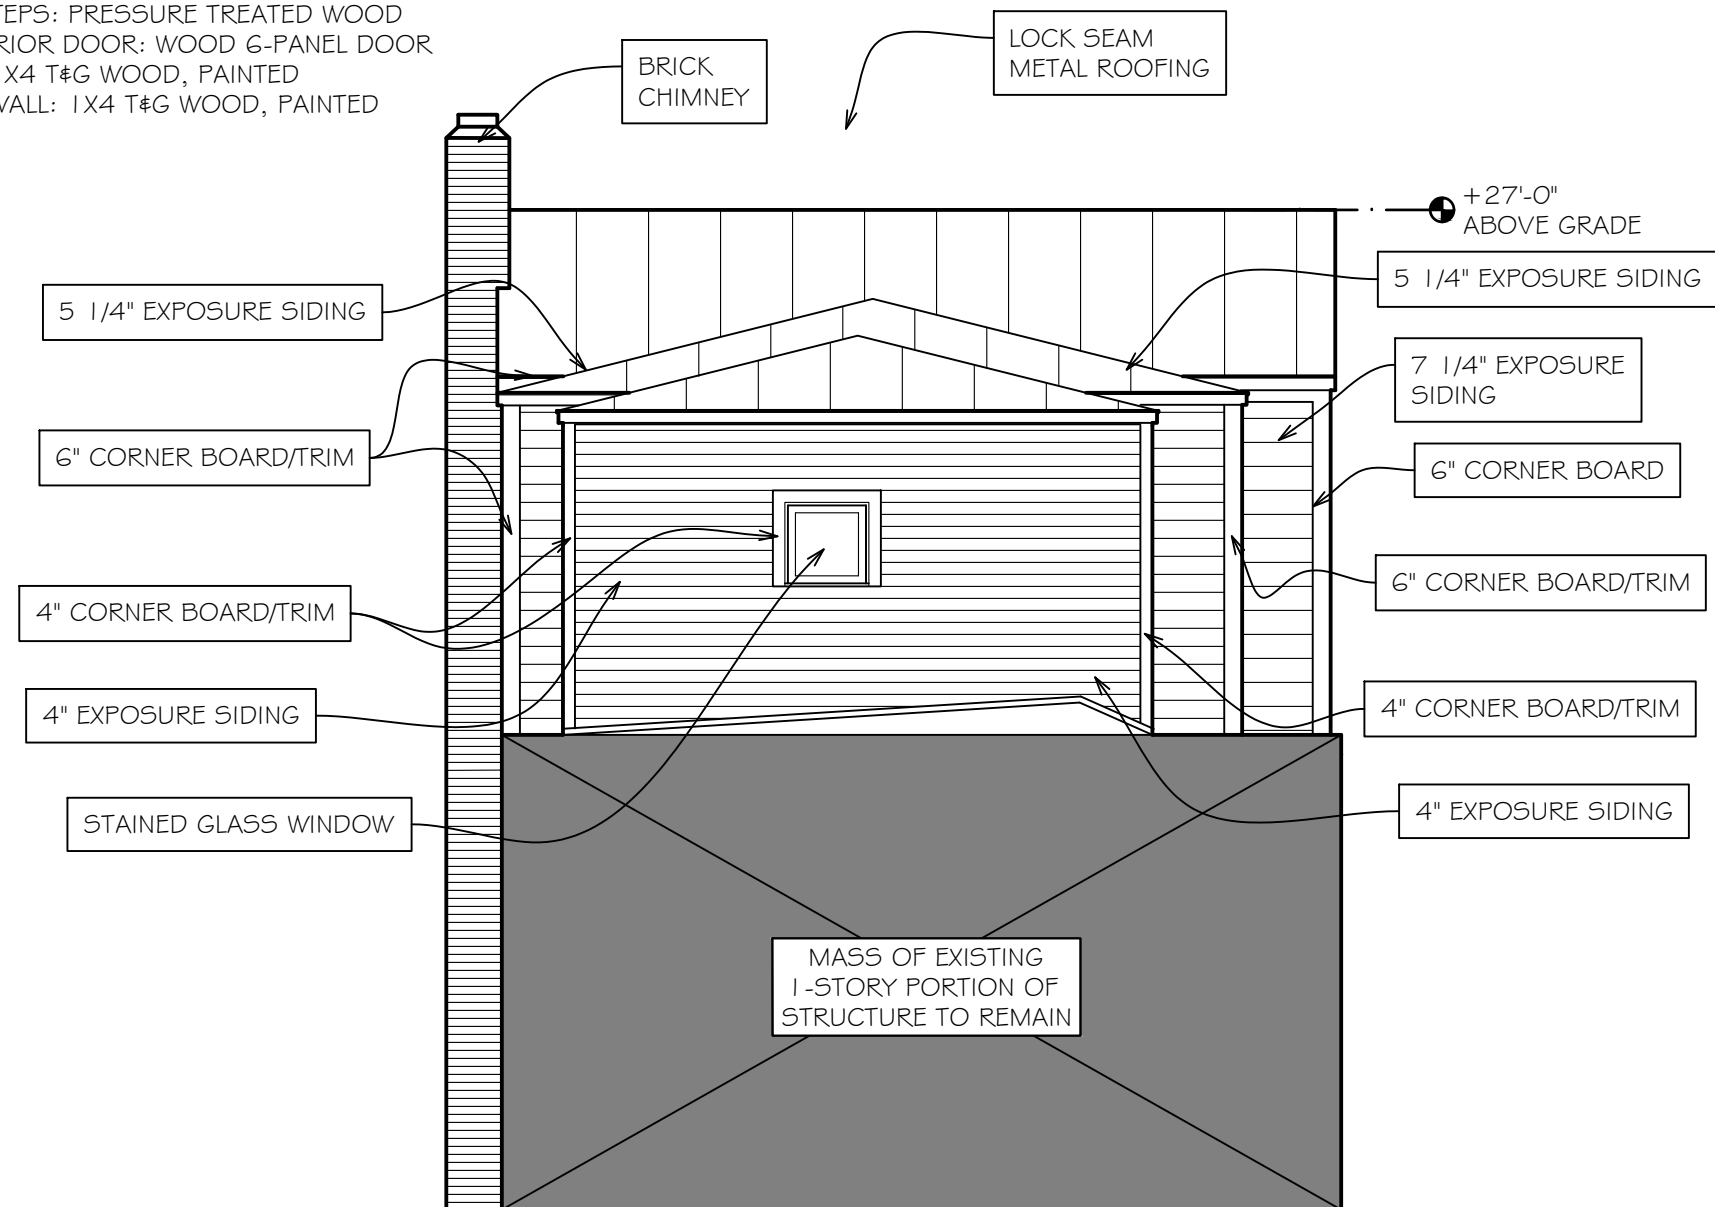 PRESSURE TREATED WOOD
DOOR: WOOD 6-PANEL DOOR
T&G WOOD, PAINTED
1X4 T&G WOOD, PAINTED
BRICK
CHIMNEY
LOCK SEAM
METAL ROOFING
+27'-0"
ABOVE GRADE
5 1/4" EXPOSURE SIDING
5 1/4" EXPOSURE SIDING
7 1/4" EXPOSURE
SIDING
6" CORNER BOARD/TRIM
6" CORNER BOARD
4" CORNER BOARD/TRIM
6" CORNER BOARD/TRIM
4" EXPOSURE SIDING
4" CORNER BOARD/TRIM
STAINED GLASS WINDOW
4" EXPOSURE SIDING
MASS OF EXISTING
1-STORY PORTION OF
STRUCTURE TO REMAIN